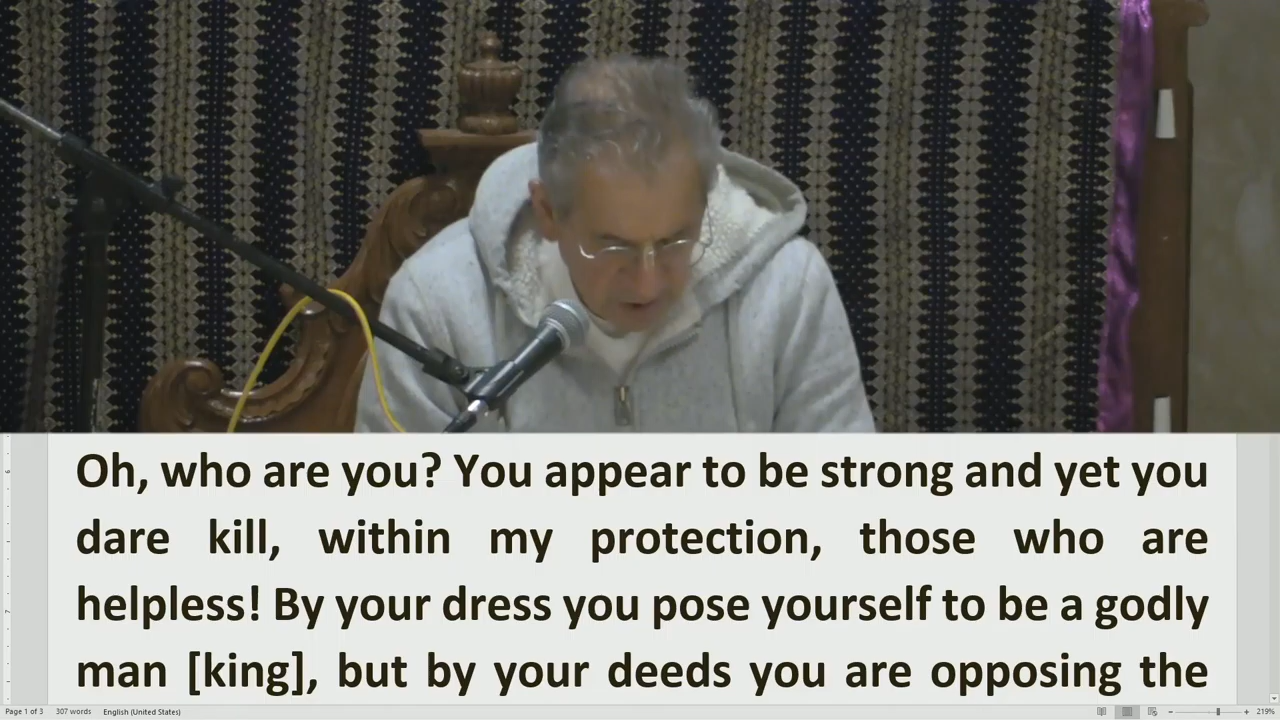 Oh, who are you? You appear to be strong and yet you
dare kill, within my protection, those who are
helpless! By your dress you pose yourself to be a godly
man [king], but by your deeds you are opposing the
Page 1 of 3 307 words English (United States) 219%